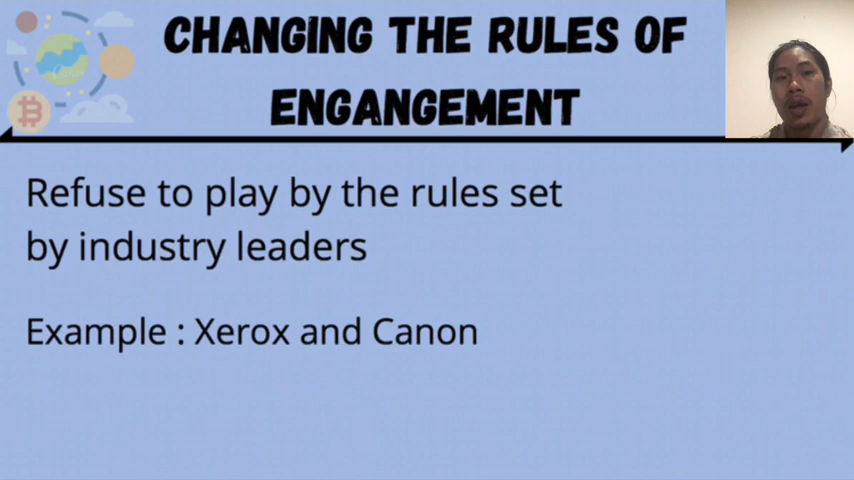 CHANGING THE RULES OF
ENGANGEMENT
Refuse to play by the rules set
by industry leaders
Example : Xerox and Canon